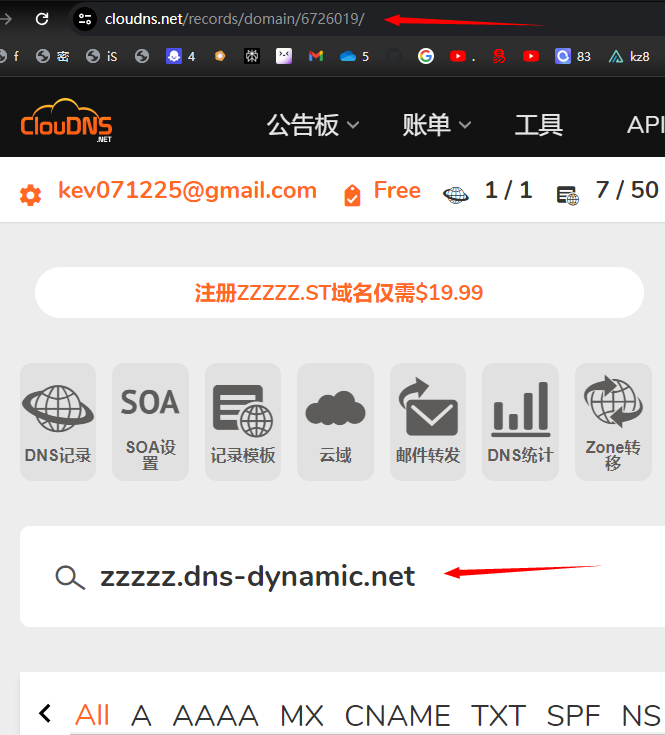 cloudns.net/records/domain/6726019/
f 密 iS 4 5 . 83 kz8
ClouDNS
.NET
公告板 账单 工具 API
kev071225@gmail.com Free 1 / 1 7 / 50
注册ZZZZZ.ST域名仅需$19.99
SOA
DNS记录 SOA设置 记录模板 云域 邮件转发 DNS统计 Zone转移
zzzzz.dns-dynamic.net
All A AAAA MX CNAME TXT SPF NS